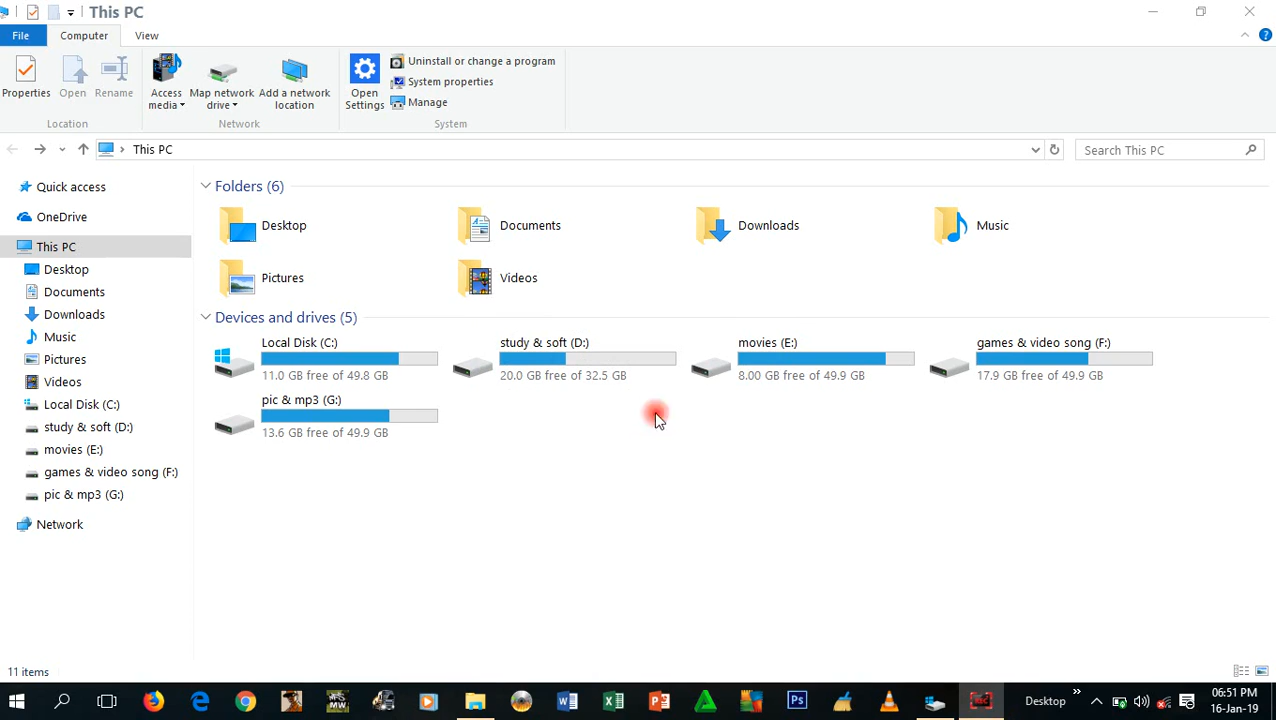 This PC
File
Computer
View
Properties
Open
Rename
Access media
Map network drive
Add a network location
Open Settings
Uninstall or change a program
System properties
Manage
Location
Network
System
This PC
Search This PC
Quick access
OneDrive
This PC
Desktop
Documents
Downloads
Music
Pictures
Videos
Local Disk (C:)
study & soft (D:)
movies (E:)
games & video song (F:)
pic & mp3 (G:)
Network
Folders (6)
Desktop
Documents
Downloads
Music
Pictures
Videos
Devices and drives (5)
Local Disk (C:)
11.0 GB free of 49.8 GB
study & soft (D:)
20.0 GB free of 32.5 GB
movies (E:)
8.00 GB free of 49.9 GB
games & video song (F:)
17.9 GB free of 49.9 GB
pic & mp3 (G:)
13.6 GB free of 49.9 GB
11 items
MW
Ps
Desktop
06:51 PM
16-Jan-19